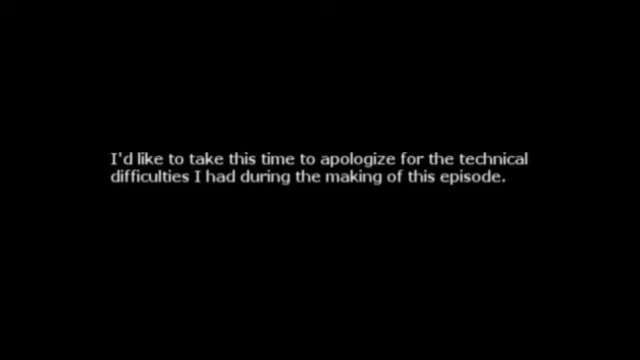 I'd like to take this time to apologize for the technical
difficulties I had during the making of this episode.